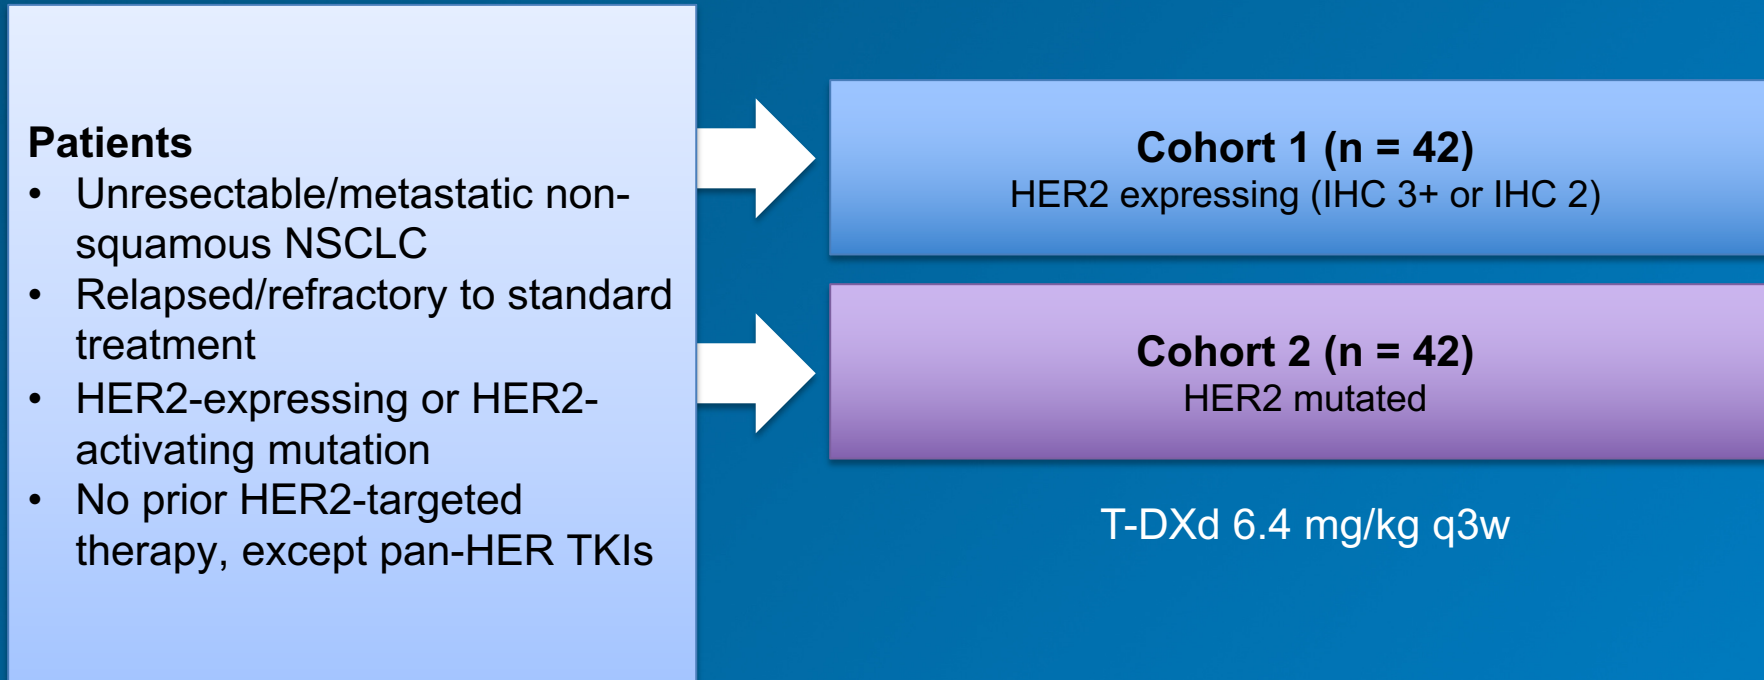 Patients
• Unresectable/metastatic non-
squamous NSCLC
• Relapsed/refractory to standard
treatment
• HER2-expressing or HER2-
activating mutation
• No prior HER2-targeted
therapy, except pan-HER TKIs
Cohort 1 (n = 42)
HER2 expressing (IHC 3+ or IHC 2)
Cohort 2 (n = 42)
HER2 mutated
T-DXd 6.4 mg/kg q3w